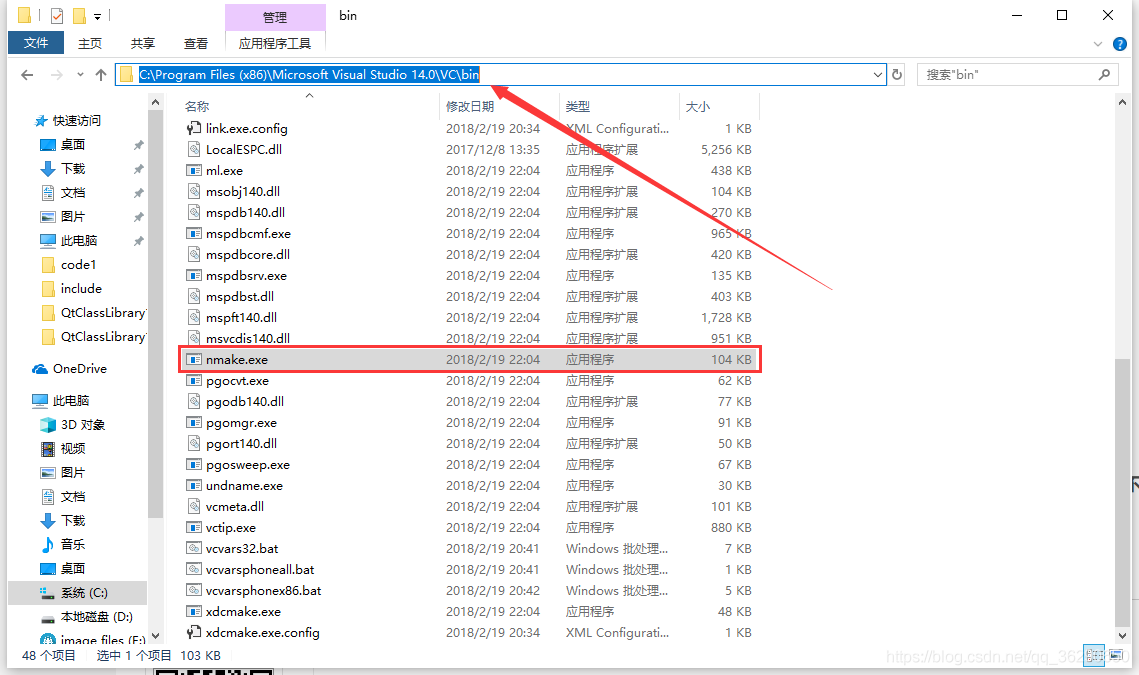 管理
bin
文件 主页 共享 查看 应用程序工具
C:\Program Files (x86)\Microsoft Visual Studio 14.0\VC\bin
搜索"bin"
快速访问
桌面
下载
文档
图片
此电脑
code1
include
QtClassLibrary
QtClassLibrary
OneDrive
此电脑
3D 对象
视频
图片
文档
下载
音乐
桌面
系统 (C:)
本地磁盘 (D:)
image files (E:)
名称 修改日期 类型 大小
link.exe.config 2018/2/19 20:34 XML Configurati... 1 KB
LocalESPC.dll 2017/12/8 13:35 应用程序扩展 5,256 KB
ml.exe 2018/2/19 22:04 应用程序 438 KB
msobj140.dll 2018/2/19 22:04 应用程序扩展 104 KB
mspdb140.dll 2018/2/19 22:04 应用程序扩展 270 KB
mspdbcmf.exe 2018/2/19 22:04 应用程序 965 KB
mspdbcore.dll 2018/2/19 22:04 应用程序扩展 420 KB
mspdbsrv.exe 2018/2/19 22:04 应用程序 135 KB
mspdbst.dll 2018/2/19 22:04 应用程序扩展 403 KB
mspft140.dll 2018/2/19 22:04 应用程序扩展 1,728 KB
msvcdis140.dll 2018/2/19 22:04 应用程序扩展 951 KB
nmake.exe 2018/2/19 22:04 应用程序 104 KB
pgocvt.exe 2018/2/19 22:04 应用程序 62 KB
pgodb140.dll 2018/2/19 22:04 应用程序扩展 77 KB
pgomgr.exe 2018/2/19 22:04 应用程序 91 KB
pgort140.dll 2018/2/19 22:04 应用程序扩展 50 KB
pgosweep.exe 2018/2/19 22:04 应用程序 67 KB
undname.exe 2018/2/19 22:04 应用程序 30 KB
vcmeta.dll 2018/2/19 22:04 应用程序扩展 101 KB
vctip.exe 2018/2/19 22:04 应用程序 880 KB
vcvars32.bat 2018/2/19 20:41 Windows 批处理... 7 KB
vcvarsphoneall.bat 2018/2/19 20:41 Windows 批处理... 1 KB
vcvarsphonex86.bat 2018/2/19 20:42 Windows 批处理... 5 KB
xdcmake.exe 2018/2/19 22:04 应用程序 48 KB
xdcmake.exe.config 2018/2/19 20:34 XML Configurati... 1 KB
48 个项目 选中 1 个项目 103 KB